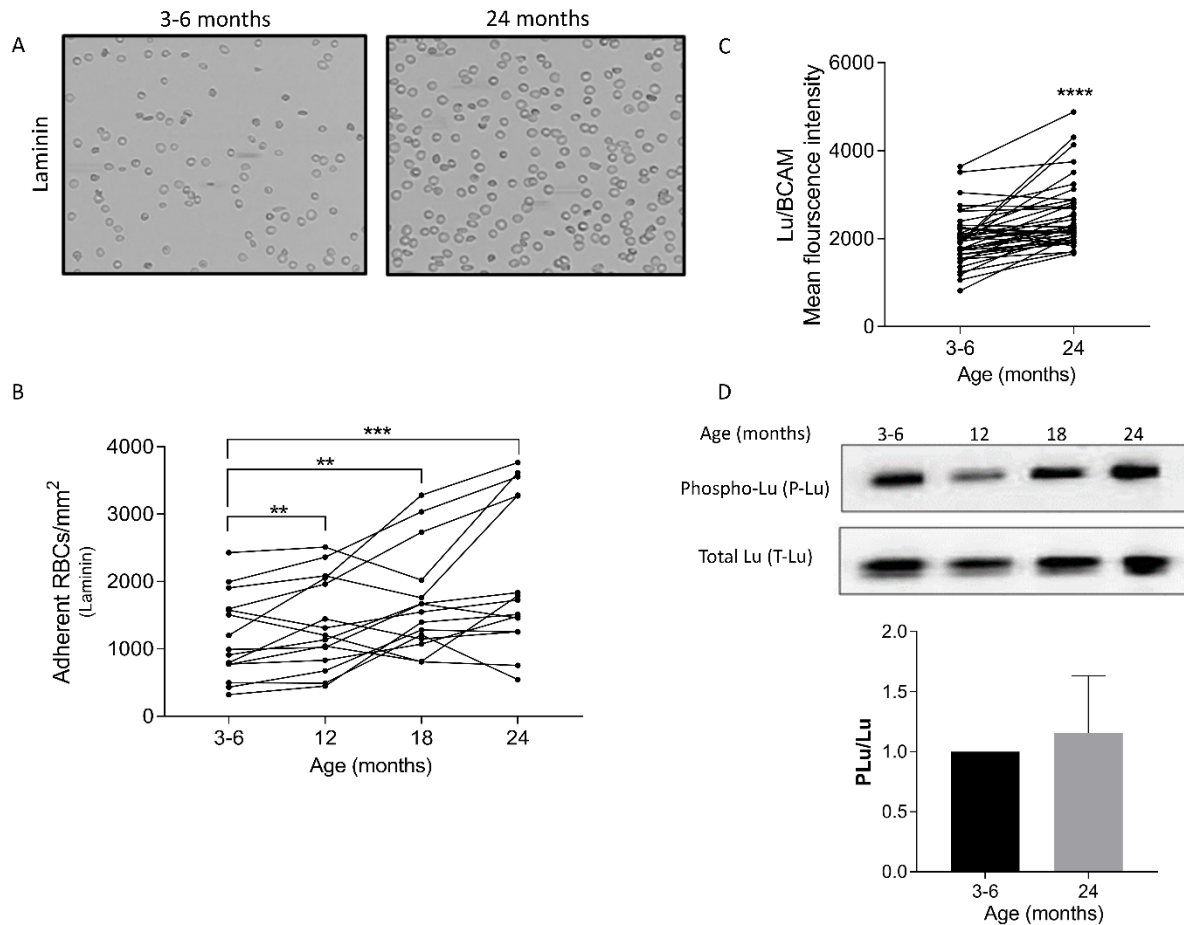 A
3-6 months
24 months
Laminin
B
Adherent RBCs/mm²
(Laminin)
4000
3000
2000
1000
0
**
**
***
3-6
12
18
24
Age (months)
C
Lu/BCAM
Mean flourscence intensity
6000
4000
2000
0
****
3-6
24
Age (months)
D
Age (months)
3-6
12
18
24
Phospho-Lu (P-Lu)
Total Lu (T-Lu)
PLu/Lu
2.0
1.5
1.0
0.5
0.0
3-6
24
Age (months)